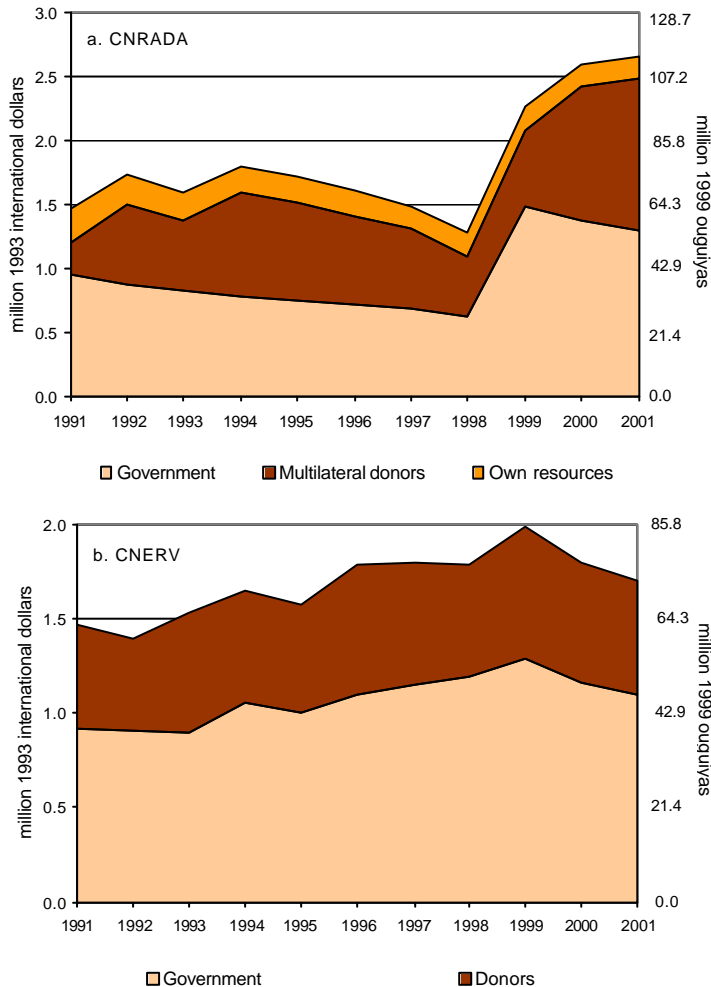 a. CNRADA
million 1993 international dollars
3.0
2.5
2.0
1.5
1.0
0.5
0.0
128.7
107.2
85.8
64.3
42.9
21.4
0.0
million 1999 ouguiyas
1991 1992 1993 1994 1995 1996 1997 1998 1999 2000 2001
Government Multilateral donors Own resources
b. CNERV
million 1993 international dollars
2.0
1.5
1.0
0.5
0.0
85.8
64.3
42.9
21.4
0.0
million 1999 ouguiyas
1991 1992 1993 1994 1995 1996 1997 1998 1999 2000 2001
Government Donors